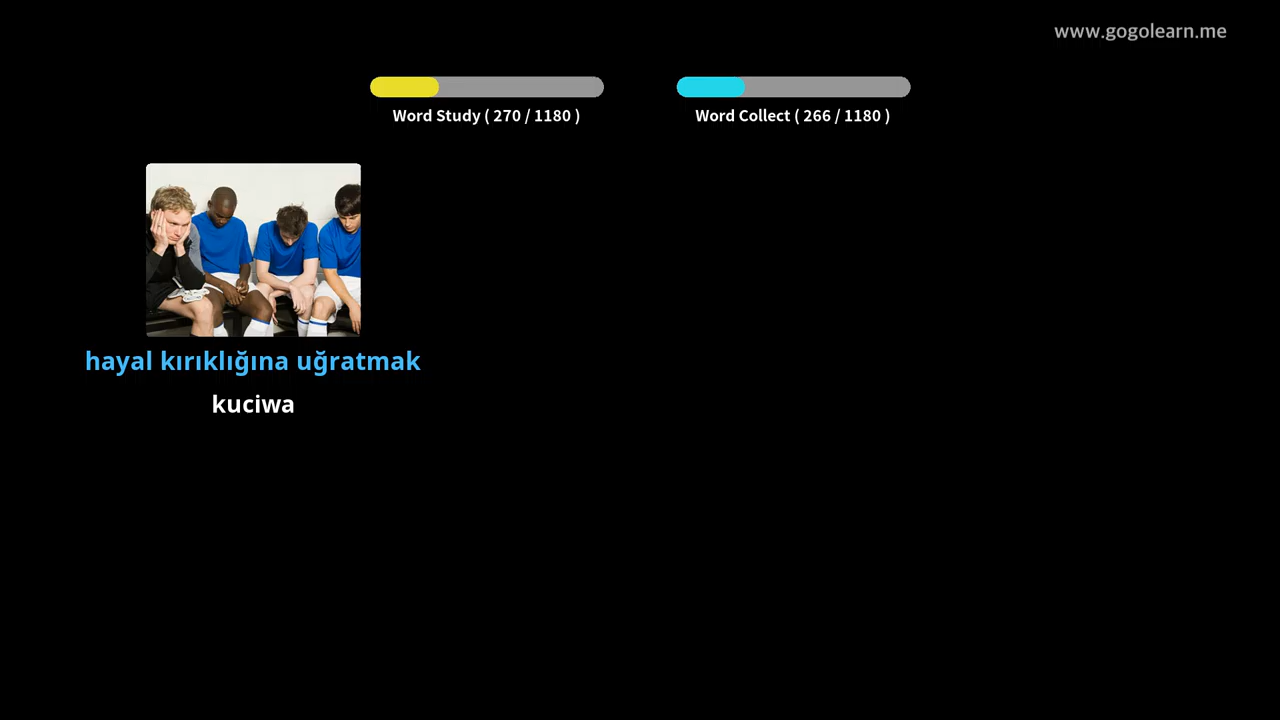 www.gogolearn.me
Word Study ( 270 / 1180 )
Word Collect ( 266 / 1180 )
hayal kırıklığına uğratmak
kuciwa